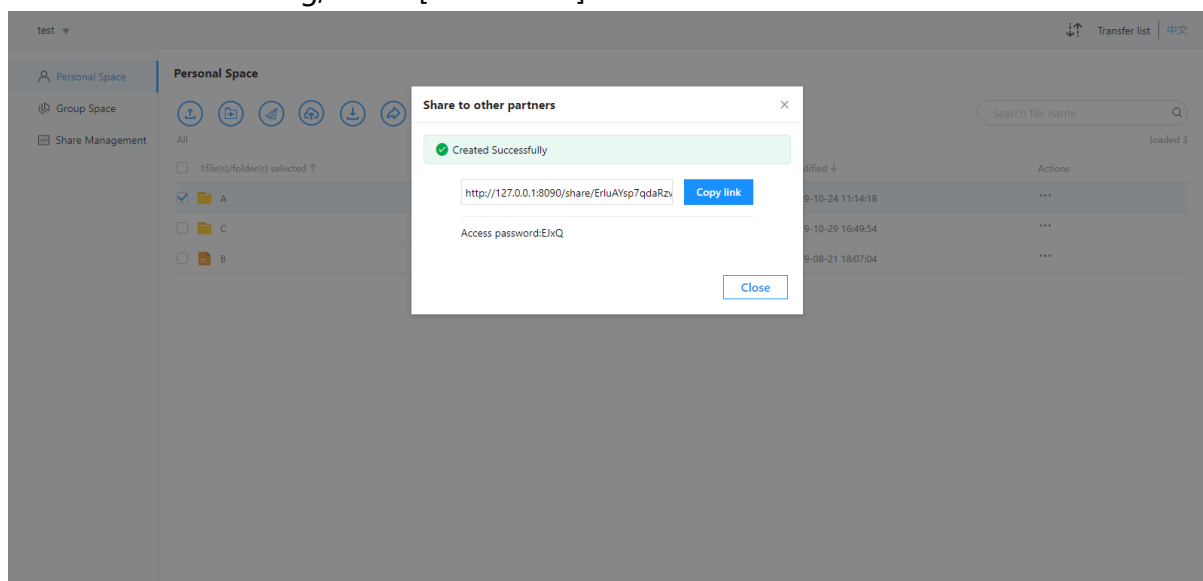 test
Transfer list
中文
Personal Space
Group Space
Share Management
Personal Space
Search file name
All
loaded 3
1file(s)/folder(s) selected ↑
dified ↓
Actions
A
9-10-24 11:14:18
...
C
9-10-29 16:49:54
...
B
9-08-21 18:07:04
...
Share to other partners
Created Successfully
http://127.0.0.1:8090/share/ErluAYsp7qdaRzv
Copy link
Access password:EJxQ
Close